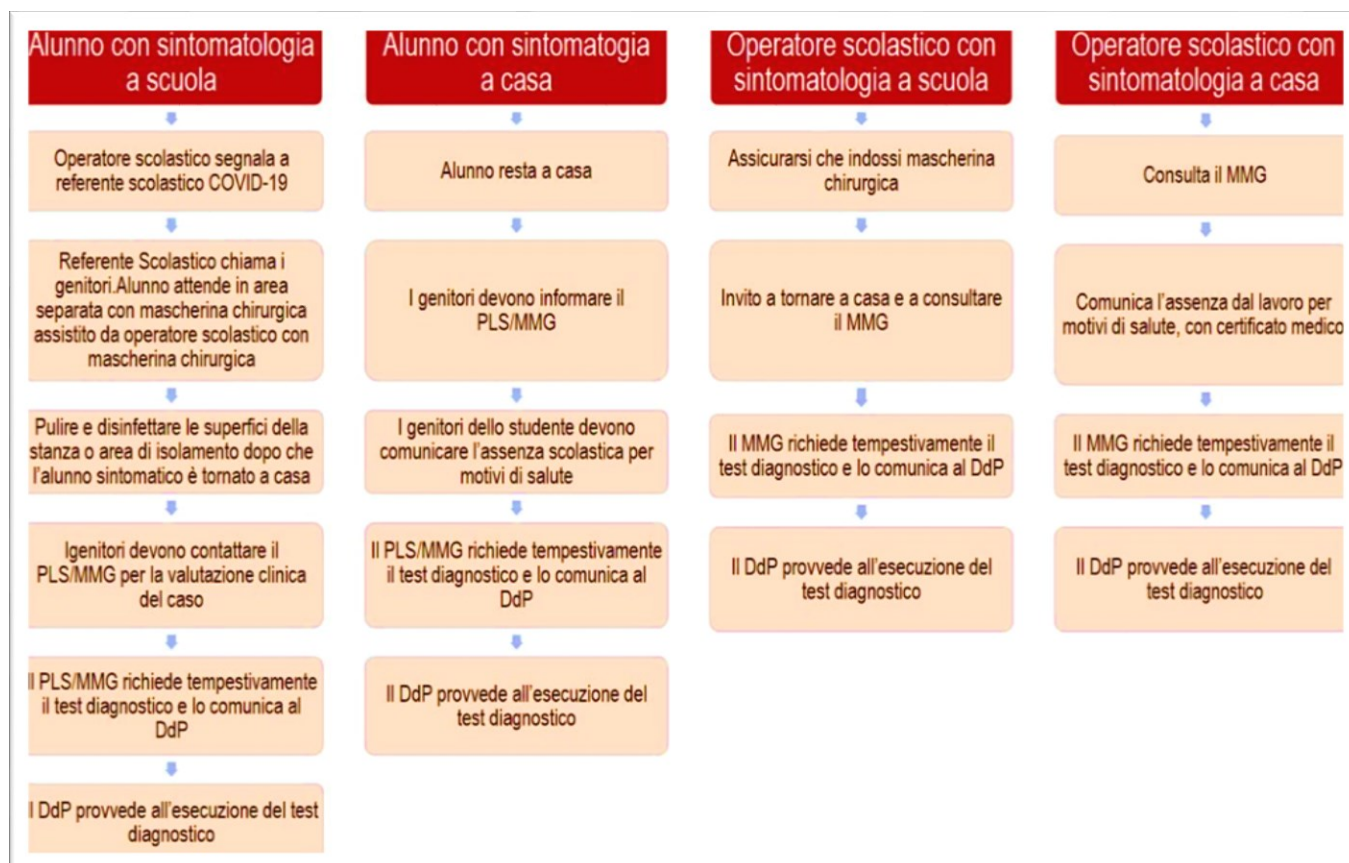 Alunno con sintomatologia
a scuola
Operatore scolastico segnala a
referente scolastico COVID-19
Referente Scolastico chiama i
genitori.Alunno attende in area
separata con mascherina chirurgica
assistito da operatore scolastico con
mascherina chirurgica
Pulire e disinfettare le superfici della
stanza o area di isolamento dopo che
l'alunno sintomatico è tornato a casa
Igenitori devono contattare il
PLS/MMG per la valutazione clinica
del caso
Il PLS/MMG richiede tempestivamente
il test diagnostico e lo comunica al
DdP
Il DdP provvede all'esecuzione del test
diagnostico
Alunno con sintomatogia
a casa
Alunno resta a casa
I genitori devono informare il
PLS/MMG
I genitori dello studente devono
comunicare l'assenza scolastica per
motivi di salute
Il PLS/MMG richiede tempestivamente
il test diagnostico e lo comunica al
DdP
Il DdP provvede all'esecuzione del
test diagnostico
Operatore scolastico con
sintomatologia a scuola
Assicurarsi che indossi mascherina
chirurgica
Invito a tornare a casa e a consultare
il MMG
Il MMG richiede tempestivamente il
test diagnostico e lo comunica al DdP
Il DdP provvede all'esecuzione del
test diagnostico
Operatore scolastico con
sintomatologia a casa
Consulta il MMG
Comunica l'assenza dal lavoro per
motivi di salute, con certificato medico
Il MMG richiede tempestivamente il
test diagnostico e lo comunica al DdP
Il DdP provvede all'esecuzione del
test diagnostico